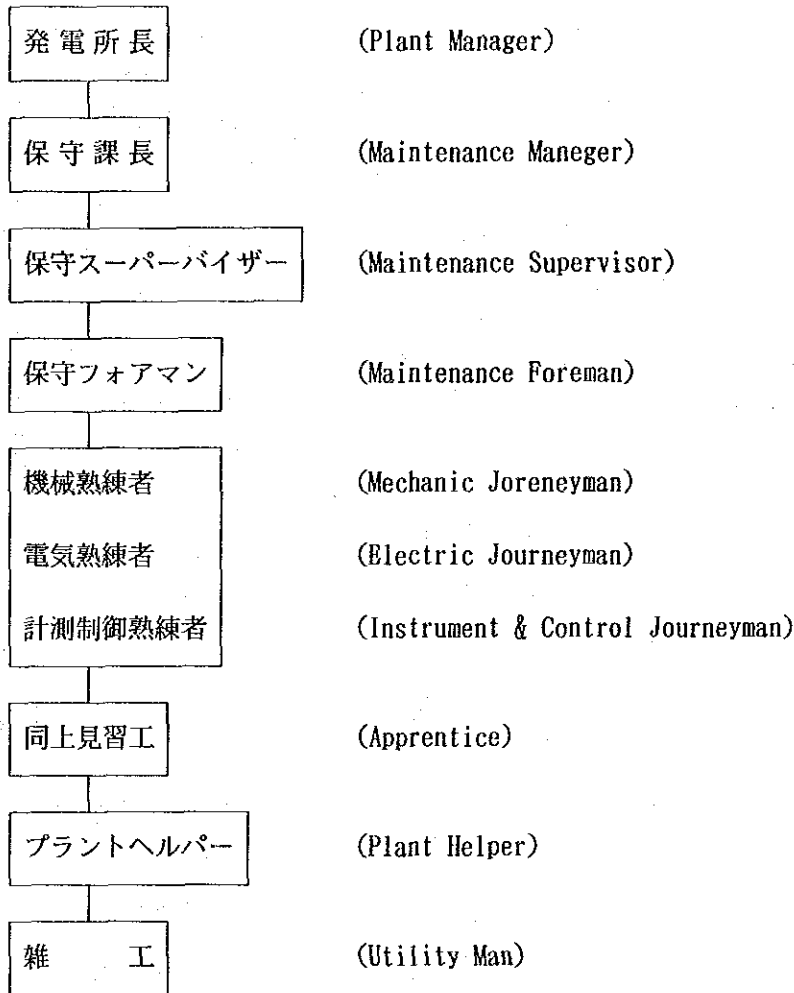 発電所長 (Plant Manager)
保守課長 (Maintenance Maneger)
保守スーパーバイザー (Maintenance Supervisor)
保守フォアマン (Maintenance Foreman)
機械熟練者 (Mechanic Joreneyman)
電気熟練者 (Electric Journeyman)
計測制御熟練者 (Instrument & Control Journeyman)
同上見習工 (Apprentice)
プラントヘルパー (Plant Helper)
雑工 (Utility Man)